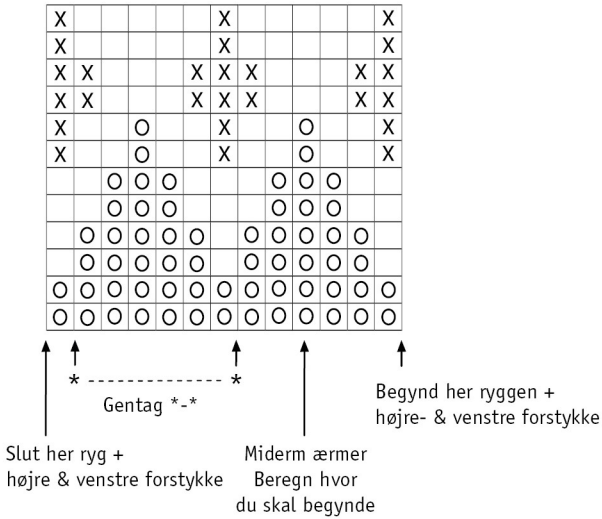 X X X
X X X
X X X X X X X
X X X X X X X
X O X O X
X O X O X
O O O O O O
O O O O O O
O O O O O O O O O O
O O O O O O O O O O
O O O O O O O O O O O O O
O O O O O O O O O O O O O
* - - - - - - - - - - - - - - - *
Gentag *-*
Begynd her ryggen +
højre- & venstre forstykke
Slut her ryg +
højre & venstre forstykke
Miderm ærmer
Beregn hvor
du skal begynde